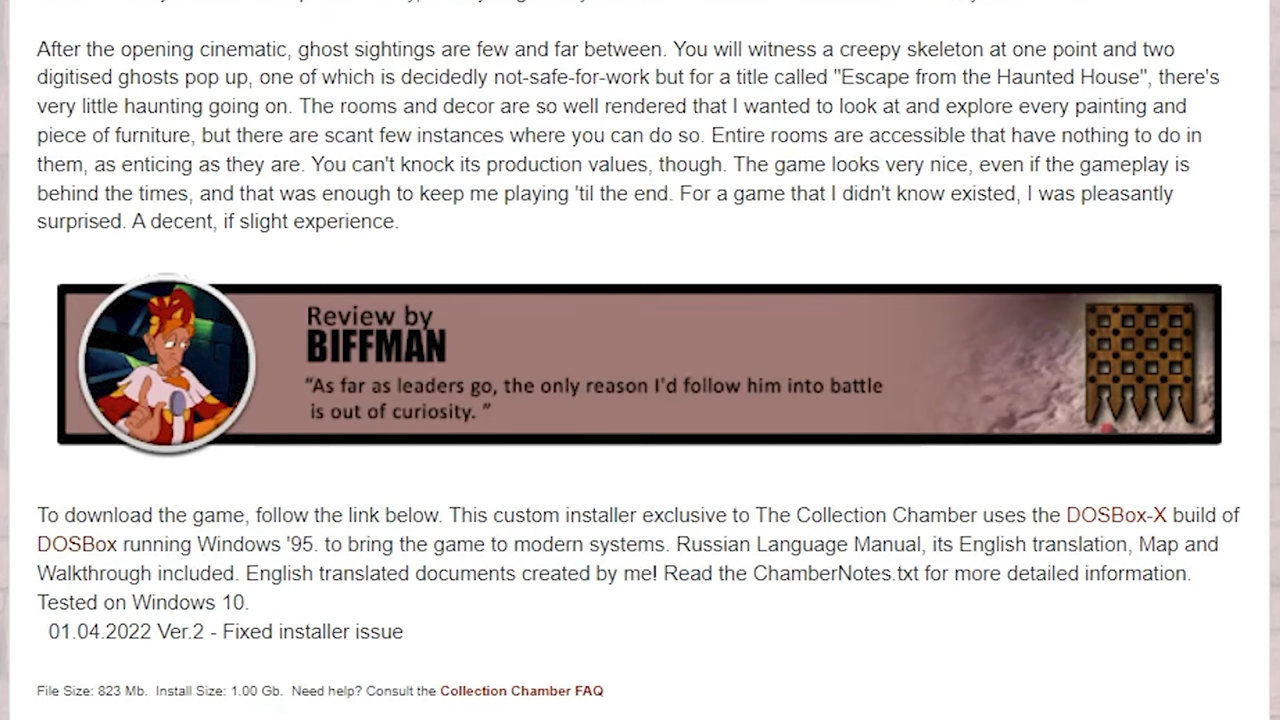 After the opening cinematic, ghost sightings are few and far between. You will witness a creepy skeleton at one point and two
digitised ghosts pop up, one of which is decidedly not-safe-for-work but for a title called "Escape from the Haunted House", there's
very little haunting going on. The rooms and decor are so well rendered that I wanted to look at and explore every painting and
piece of furniture, but there are scant few instances where you can do so. Entire rooms are accessible that have nothing to do in
them, as enticing as they are. You can't knock its production values, though. The game looks very nice, even if the gameplay is
behind the times, and that was enough to keep me playing 'til the end. For a game that I didn't know existed, I was pleasantly
surprised. A decent, if slight experience.
Review by
BIFFMAN
"As far as leaders go, the only reason I'd follow him into battle
is out of curiosity. "
To download the game, follow the link below. This custom installer exclusive to The Collection Chamber uses the DOSBox-X build of
DOSBox running Windows '95. to bring the game to modern systems. Russian Language Manual, its English translation, Map and
Walkthrough included. English translated documents created by me! Read the ChamberNotes.txt for more detailed information.
Tested on Windows 10.
01.04.2022 Ver.2 - Fixed installer issue
File Size: 823 Mb. Install Size: 1.00 Gb. Need help? Consult the Collection Chamber FAQ